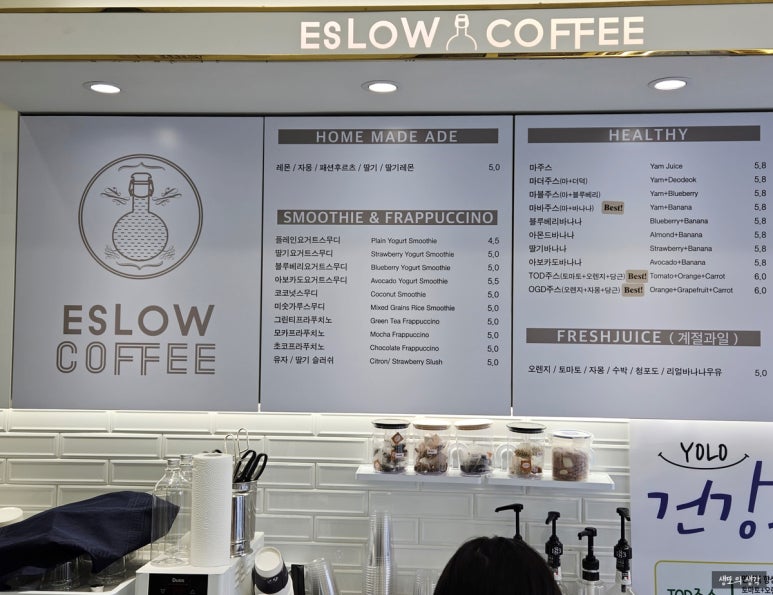 ESLOW COFFEE
ESLOW
COFFEE
HOME MADE ADE
레몬 / 자몽 / 패션후르츠 / 딸기 / 딸기레몬 5,0
SMOOTHIE & FRAPPUCCINO
플레인요거트스무디 Plain Yogurt Smoothie 4,5
딸기요거트스무디 Strawberry Yogurt Smoothie 5,0
블루베리요거트스무디 Blueberry Yogurt Smoothie 5,0
아보카도요거트스무디 Avocado Yogurt Smoothie 5,5
코코넛스무디 Coconut Smoothie 5,0
미숫가루스무디 Mixed Grains Rice Smoothie 5,0
그린티프라푸치노 Green Tea Frappuccino 5,0
모카프라푸치노 Mocha Frappuccino 5,0
초코프라푸치노 Chocolate Frappuccino 5,0
유자 / 딸기 슬러쉬 Citron/ Strawberry Slush 5,0
HEALTHY
마주스 Yam Juice 5,8
마더주스(마+더덕) Yam+Deodeok 5,8
마블주스(마+블루베리) Yam+Blueberry 5,8
마바주스(마+바나나) Best! Yam+Banana 5,8
블루베리바나나 Blueberry+Banana 5,8
아몬드바나나 Almond+Banana 5,8
딸기바나나 Strawberry+Banana 5,8
아보카도바나나 Avocado+Banana 5,8
TOD주스(토마토+오렌지+당근) Best! Tomato+Orange+Carrot 6,0
OGD주스(오렌지+자몽+당근) Best! Orange+Grapefruit+Carrot 6,0
FRESHJUICE ( 계절과일 )
오렌지 / 토마토 / 자몽 / 수박 / 청포도 / 리얼바나나우유 5,0
YOLO
건강
TOD주스
생또의 생각